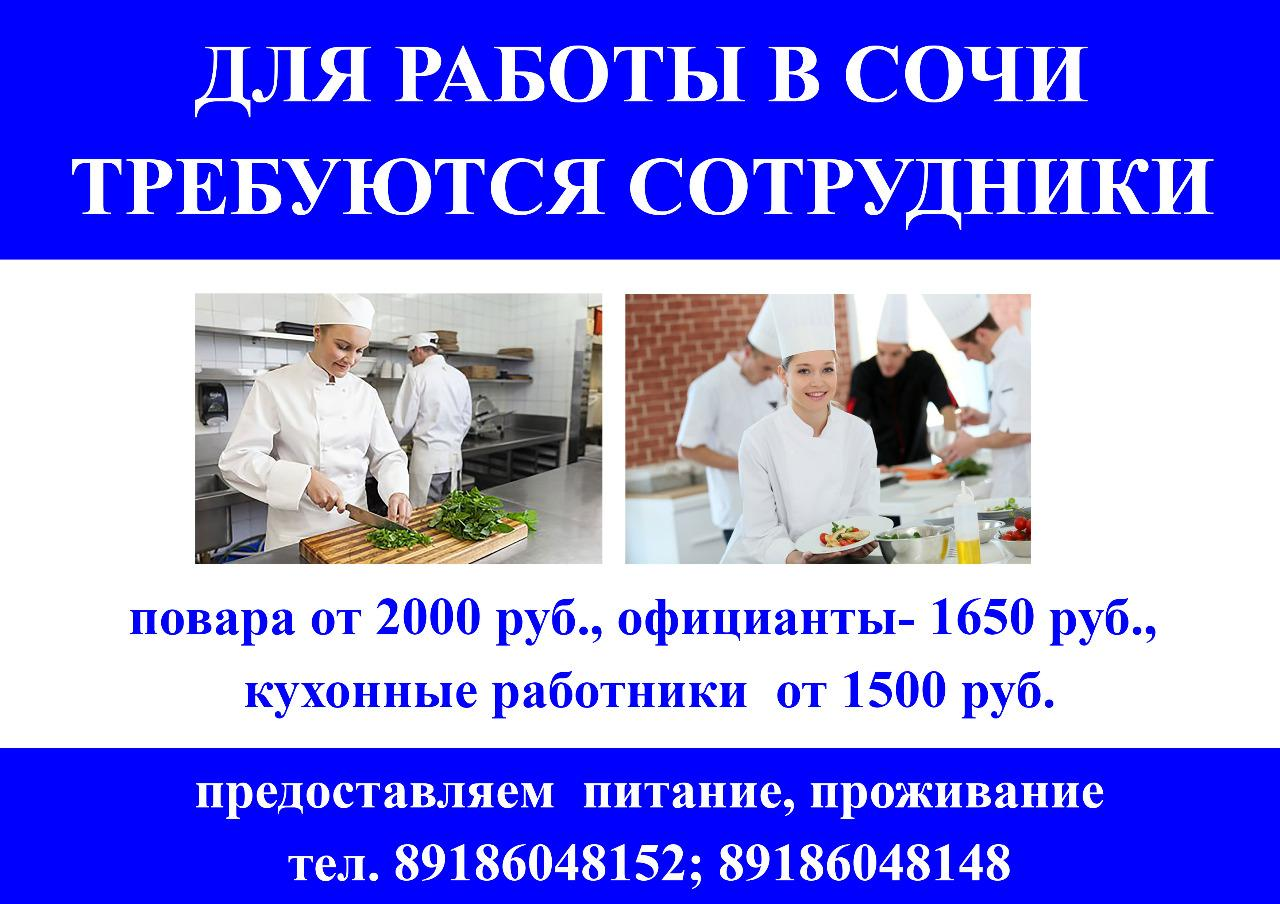 ДЛЯ РАБОТЫ В СОЧИ
ТРЕБУЮТСЯ СОТРУДНИКИ
повара от 2000 руб., официанты- 1650 руб.,
кухонные работники от 1500 руб.
предоставляем питание, проживание
тел. 89186048152; 89186048148